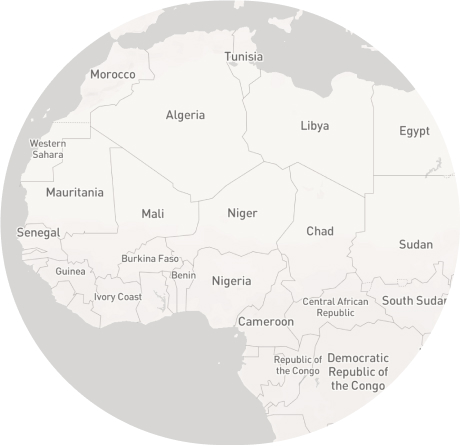 Tunisia
Morocco
Algeria
Libya
Egypt
Western
Sahara
Mauritania
Mali
Niger
Chad
Senegal
Sudan
Burkina Faso
Guinea
Benin
Nigeria
Ivory Coast
Central African
Republic
South Sudan
Cameroon
Republic of
the Congo
Democratic
Republic of
the Congo